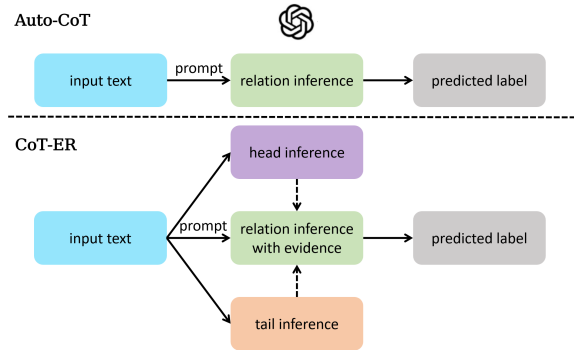 Auto-CoT
prompt
input text
relation inference
predicted label
CoT-ER
head inference
prompt
input text
relation inference
with evidence
predicted label
tail inference